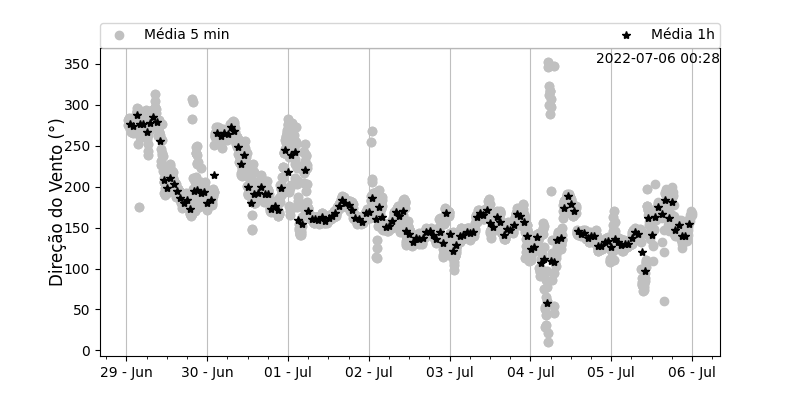 Média 5 min
Média 1h
2022-07-06 00:28
Direção do Vento (°)
350
300
250
200
150
100
50
0
29 - Jun
30 - Jun
01 - Jul
02 - Jul
03 - Jul
04 - Jul
05 - Jul
06 - Jul